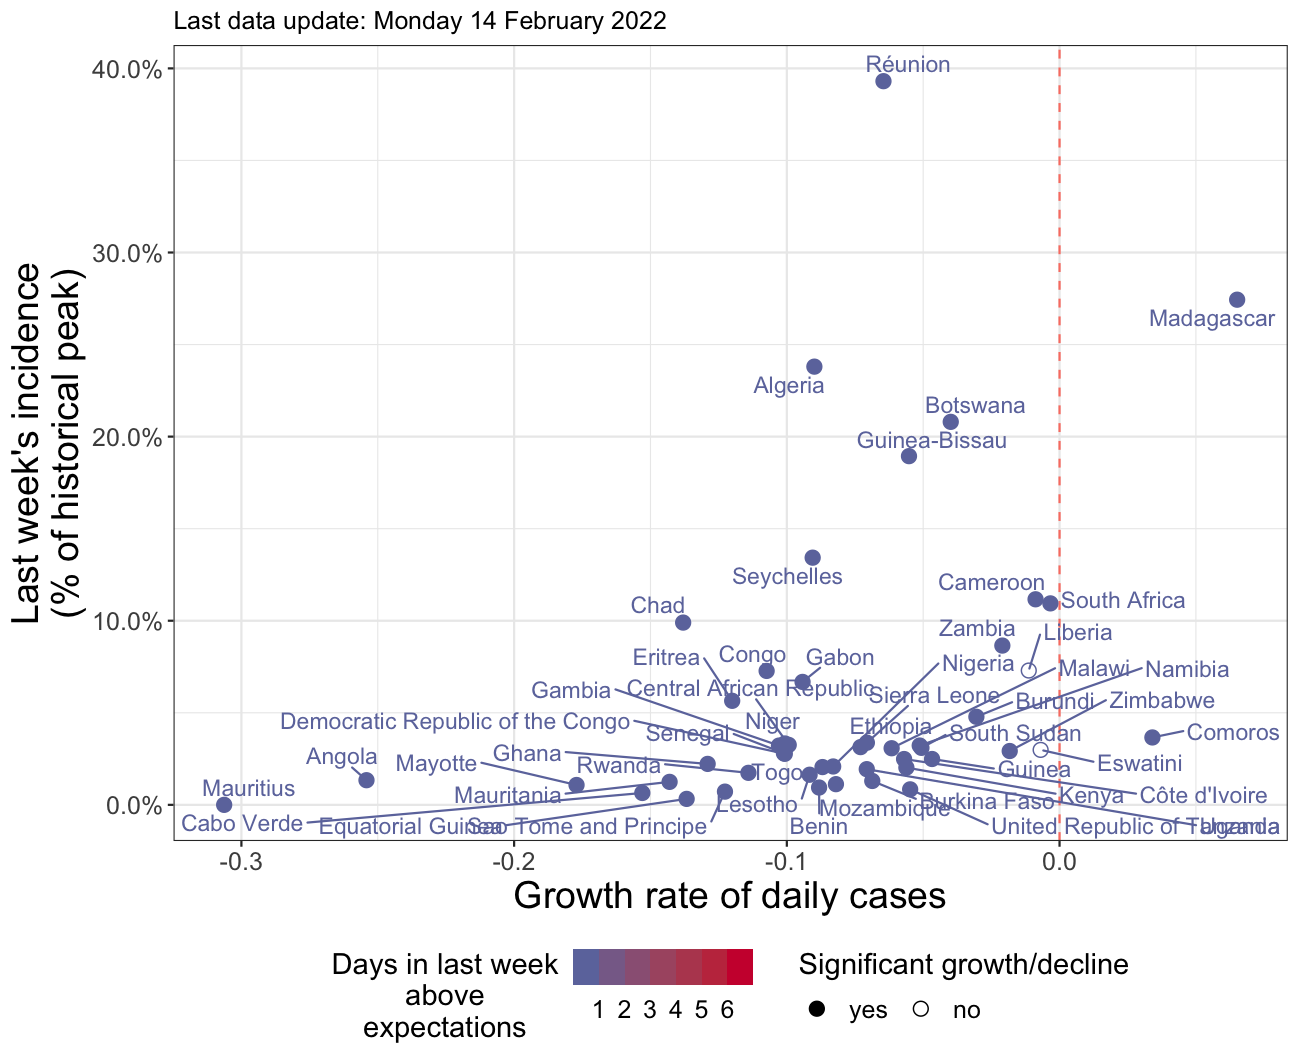 Last data update: Monday 14 February 2022
40.0%
30.0%
20.0%
10.0%
0.0%
Last week's incidence
(% of historical peak)
Réunion
Madagascar
Algeria
Botswana
Guinea-Bissau
Seychelles
Cameroon
South Africa
Chad
Zambia
Liberia
Eritrea
Congo
Gabon
Nigeria
Malawi
Namibia
Gambia
Central African Republic
Sierra Leone
Burundi
Zimbabwe
Democratic Republic of the Congo
Niger
Senegal
Ethiopia
South Sudan
Comoros
Angola
Mayotte
Ghana
Rwanda
Togo
Guinea
Eswatini
Mauritius
Mauritania
Lesotho
Mozambique
Burkina Faso
Kenya
Côte d'Ivoire
Cabo Verde
Equatorial Guinea
Sao Tome and Principe
Benin
United Republic of Tanzania
Uganda
-0.3
-0.2
-0.1
0.0
Growth rate of daily cases
Days in last week
above
expectations
1 2 3 4 5 6
Significant growth/decline
yes
no